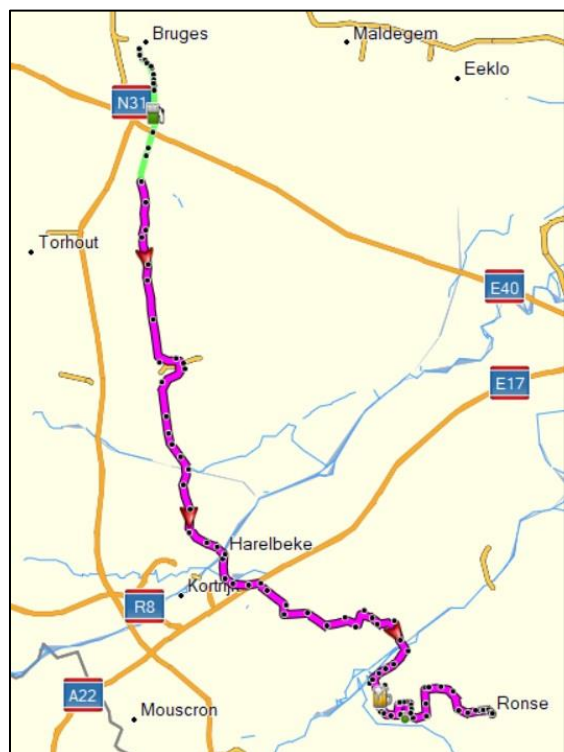 Bruges
Maldegem
Eeklo
N31
Torhout
E40
E17
Harelbeke
Kortrijk
R8
A22
Mouscron
Ronse